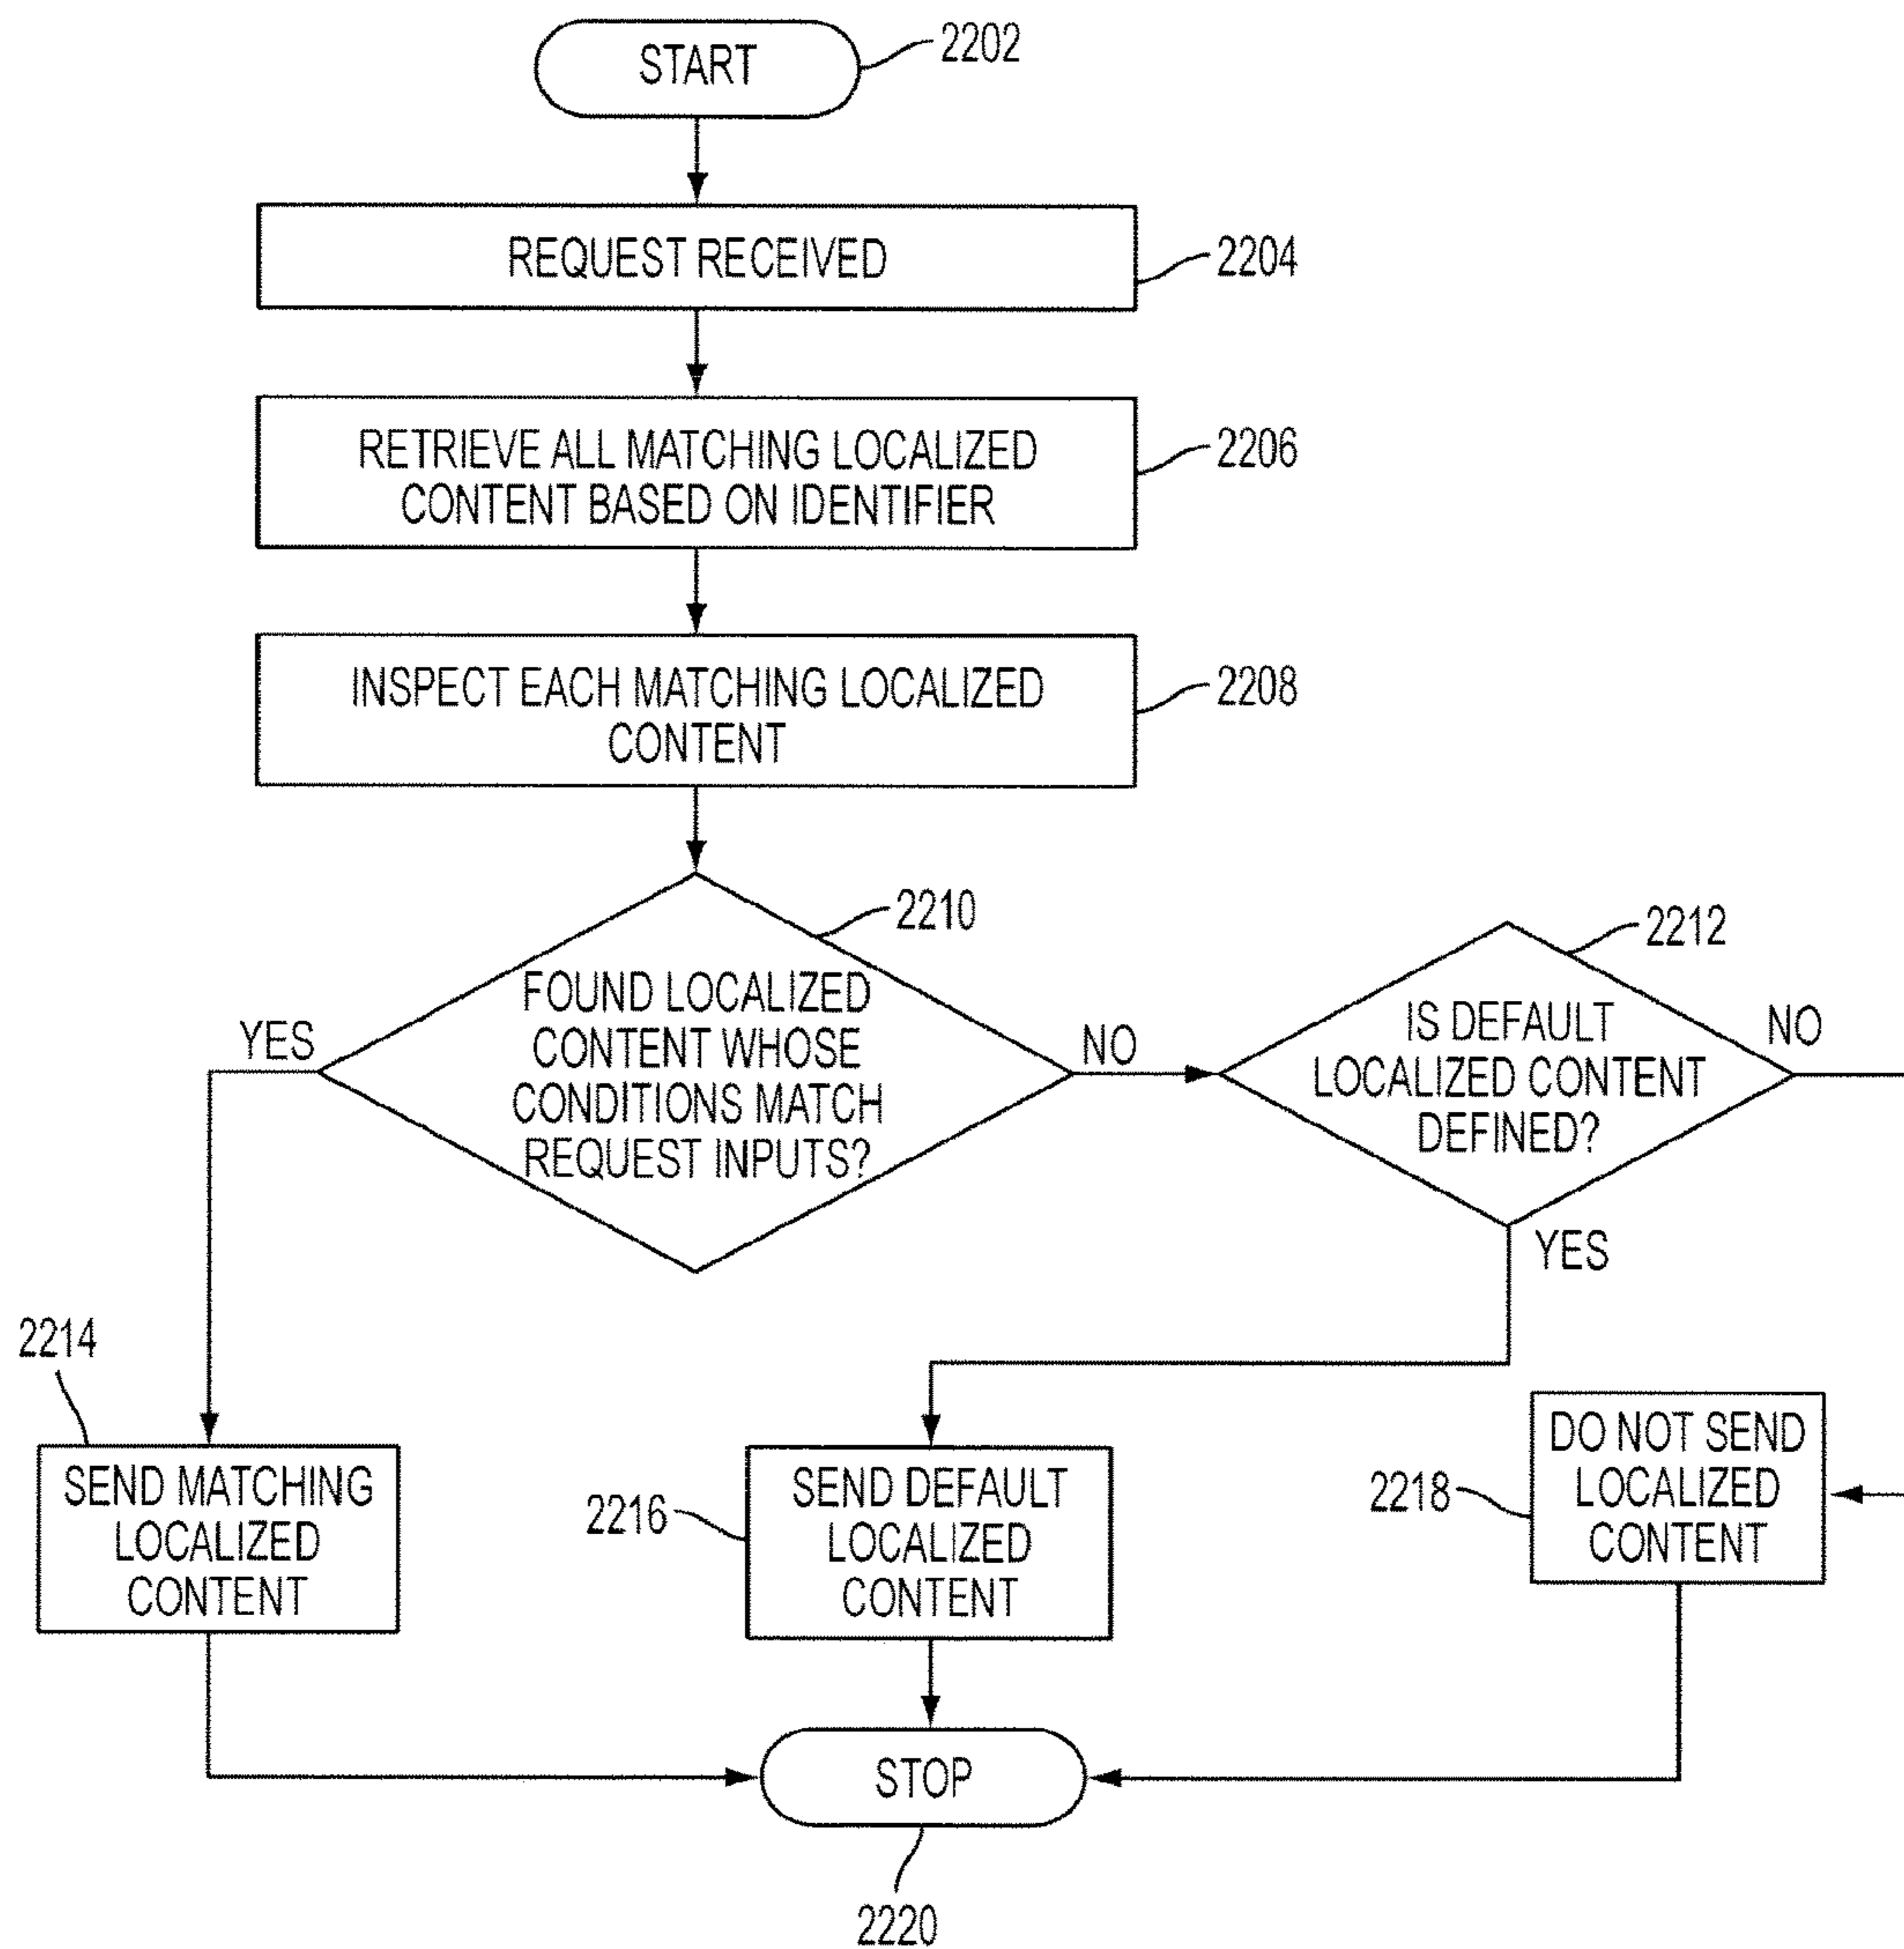 START
2202
REQUEST RECEIVED
2204
RETRIEVE ALL MATCHING LOCALIZED
CONTENT BASED ON IDENTIFIER
2206
INSPECT EACH MATCHING LOCALIZED
CONTENT
2208
2210
FOUND LOCALIZED
CONTENT WHOSE
CONDITIONS MATCH
REQUEST INPUTS?
YES
NO
2212
IS DEFAULT
LOCALIZED CONTENT
DEFINED?
NO
YES
2214
SEND MATCHING
LOCALIZED
CONTENT
2216
SEND DEFAULT
LOCALIZED
CONTENT
2218
DO NOT SEND
LOCALIZED
CONTENT
STOP
2220